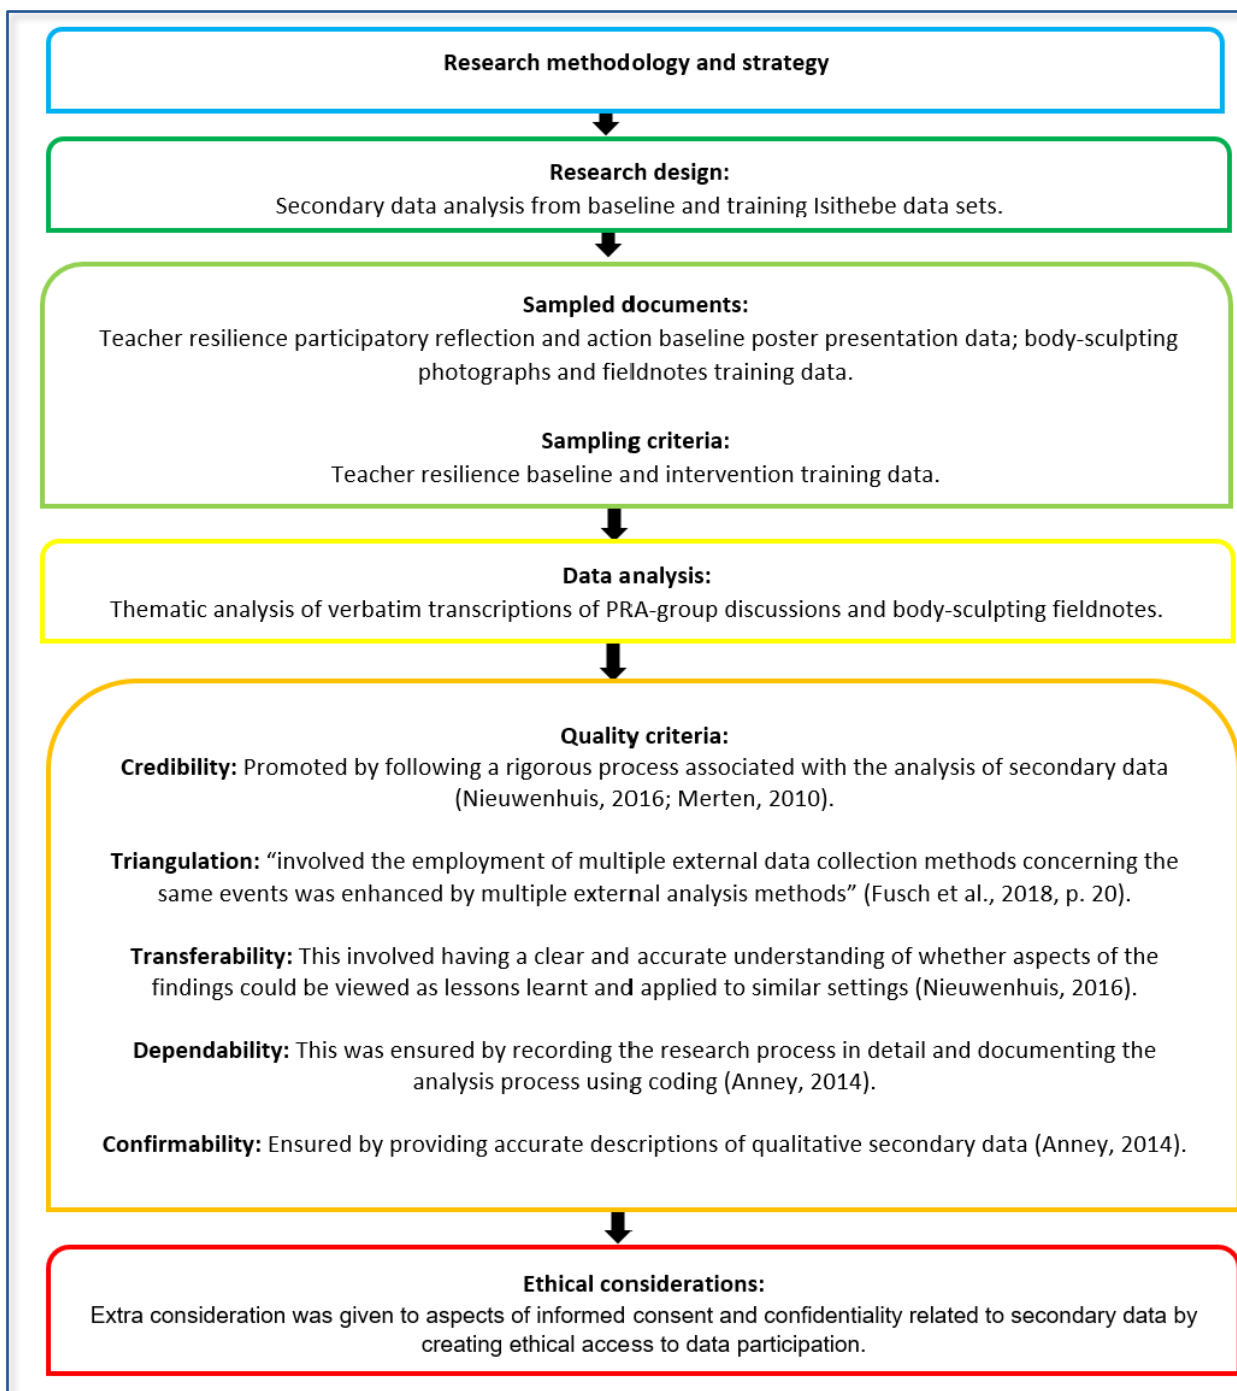 Research methodology and strategy
Research design:
Secondary data analysis from baseline and training Isithebe data sets.
Sampled documents:
Teacher resilience participatory reflection and action baseline poster presentation data; body-sculpting
photographs and fieldnotes training data.
Sampling criteria:
Teacher resilience baseline and intervention training data.
Data analysis:
Thematic analysis of verbatim transcriptions of PRA-group discussions and body-sculpting fieldnotes.
Quality criteria:
Credibility: Promoted by following a rigorous process associated with the analysis of secondary data
(Nieuwenhuis, 2016; Merten, 2010).
Triangulation: “involved the employment of multiple external data collection methods concerning the
same events was enhanced by multiple external analysis methods” (Fusch et al., 2018, p. 20).
Transferability: This involved having a clear and accurate understanding of whether aspects of the
findings could be viewed as lessons learnt and applied to similar settings (Nieuwenhuis, 2016).
Dependability: This was ensured by recording the research process in detail and documenting the
analysis process using coding (Anney, 2014).
Confirmability: Ensured by providing accurate descriptions of qualitative secondary data (Anney, 2014).
Ethical considerations:
Extra consideration was given to aspects of informed consent and confidentiality related to secondary data by
creating ethical access to data participation.